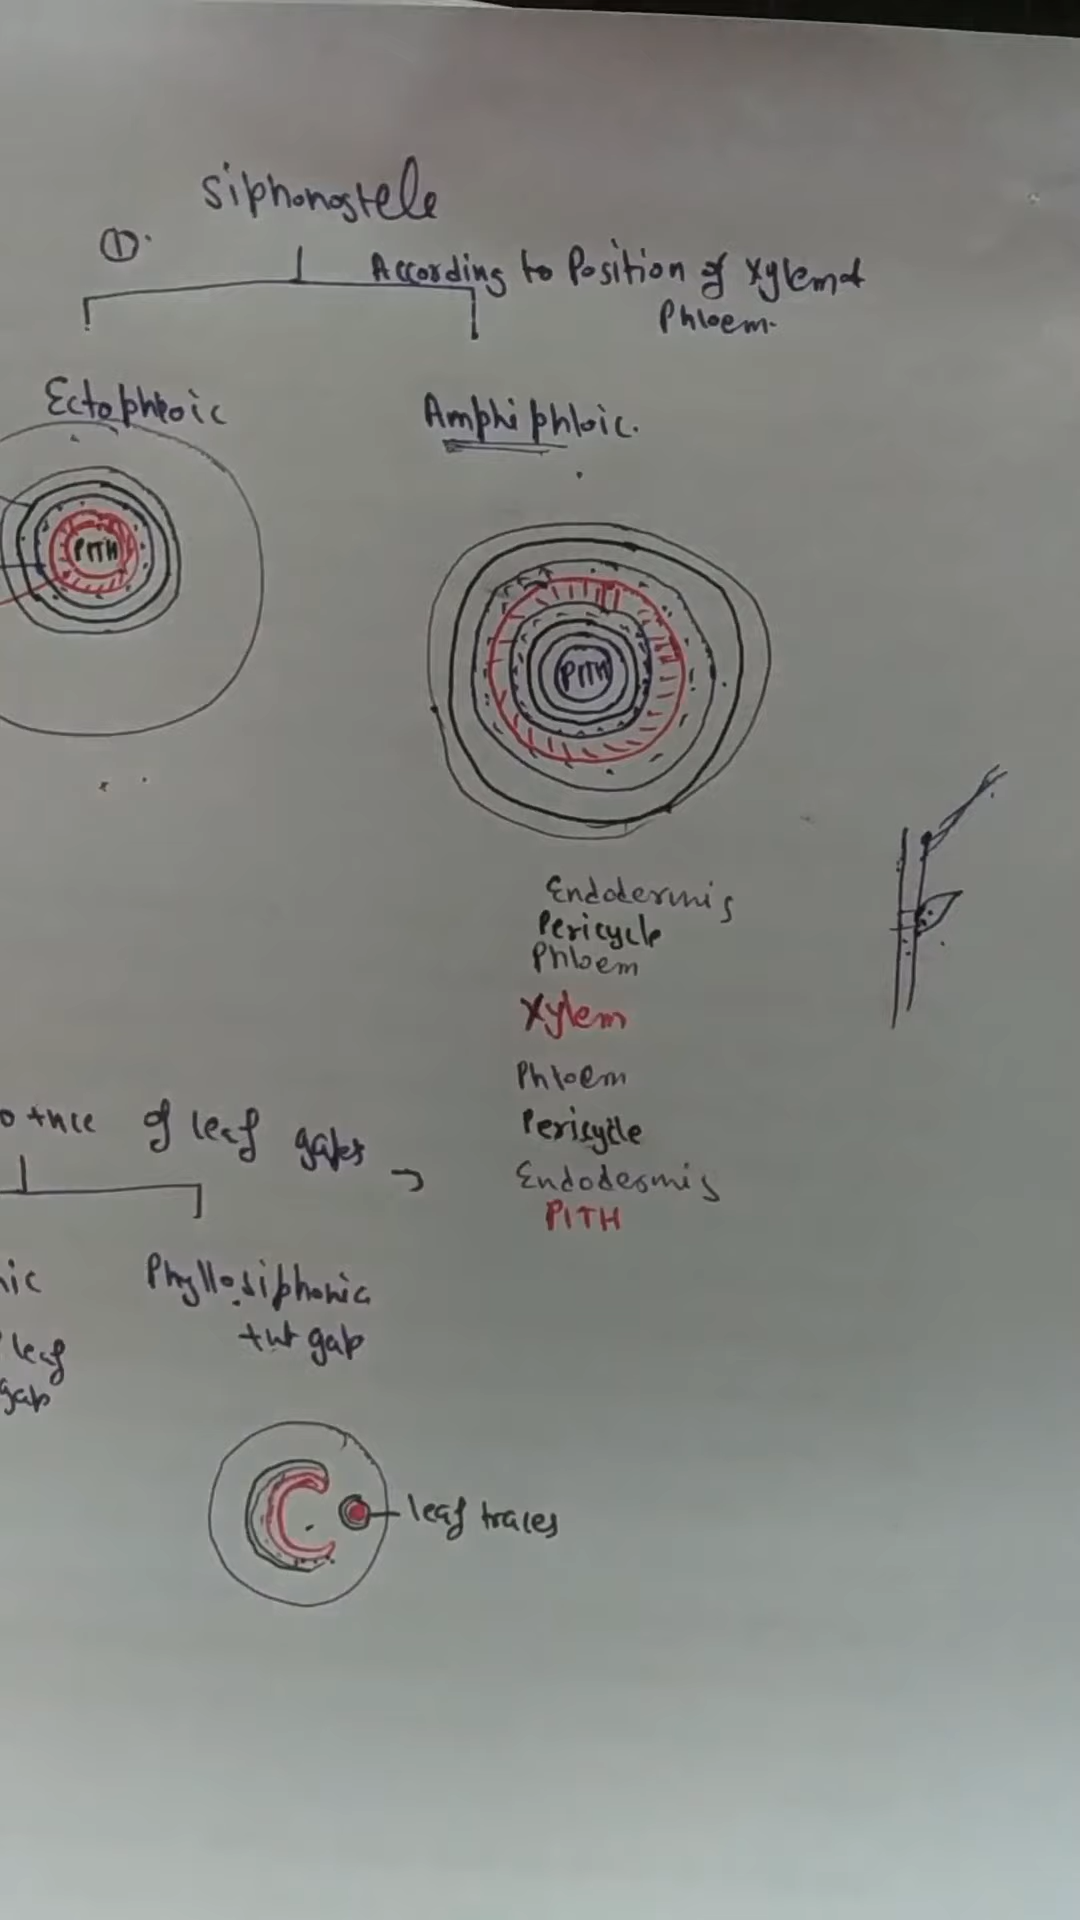 Siphonostele
①.
According to Position of Xylem &
Phloem.
Ectophloic
Amphiphloic.
PITH
PITH
Endodermis
Pericycle
Phloem
Xylem
Phloem
Pericycle
Endodermis
PITH
of leaf gaps
Phyllosiphonic
leaf
gap
gap
leaf traces